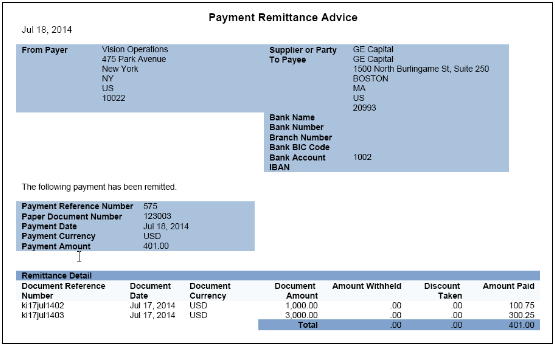 Payment Remittance Advice
Jul 18, 2014
From Payer Vision Operations Supplier or Party GE Capital
475 Park Avenue To Payee GE Capital
New York 1500 North Burlingame St, Suite 250
NY BOSTON
US MA
10022 US
20993
Bank Name
Bank Number
Branch Number
Bank BIC Code
Bank Account 1002
IBAN
The following payment has been remitted.
Payment Reference Number 575
Paper Document Number 123003
Payment Date Jul 18, 2014
Payment Currency USD
Payment Amount 401.00
Remittance Detail
Document Reference Document Document Document Amount Withheld Discount Amount Paid
Number Date Currency Amount Taken
ki17jul1402 Jul 17, 2014 USD 1,000.00 .00 .00 100.75
ki17jul1403 Jul 17, 2014 USD 3,000.00 .00 .00 300.25
Total .00 .00 401.00